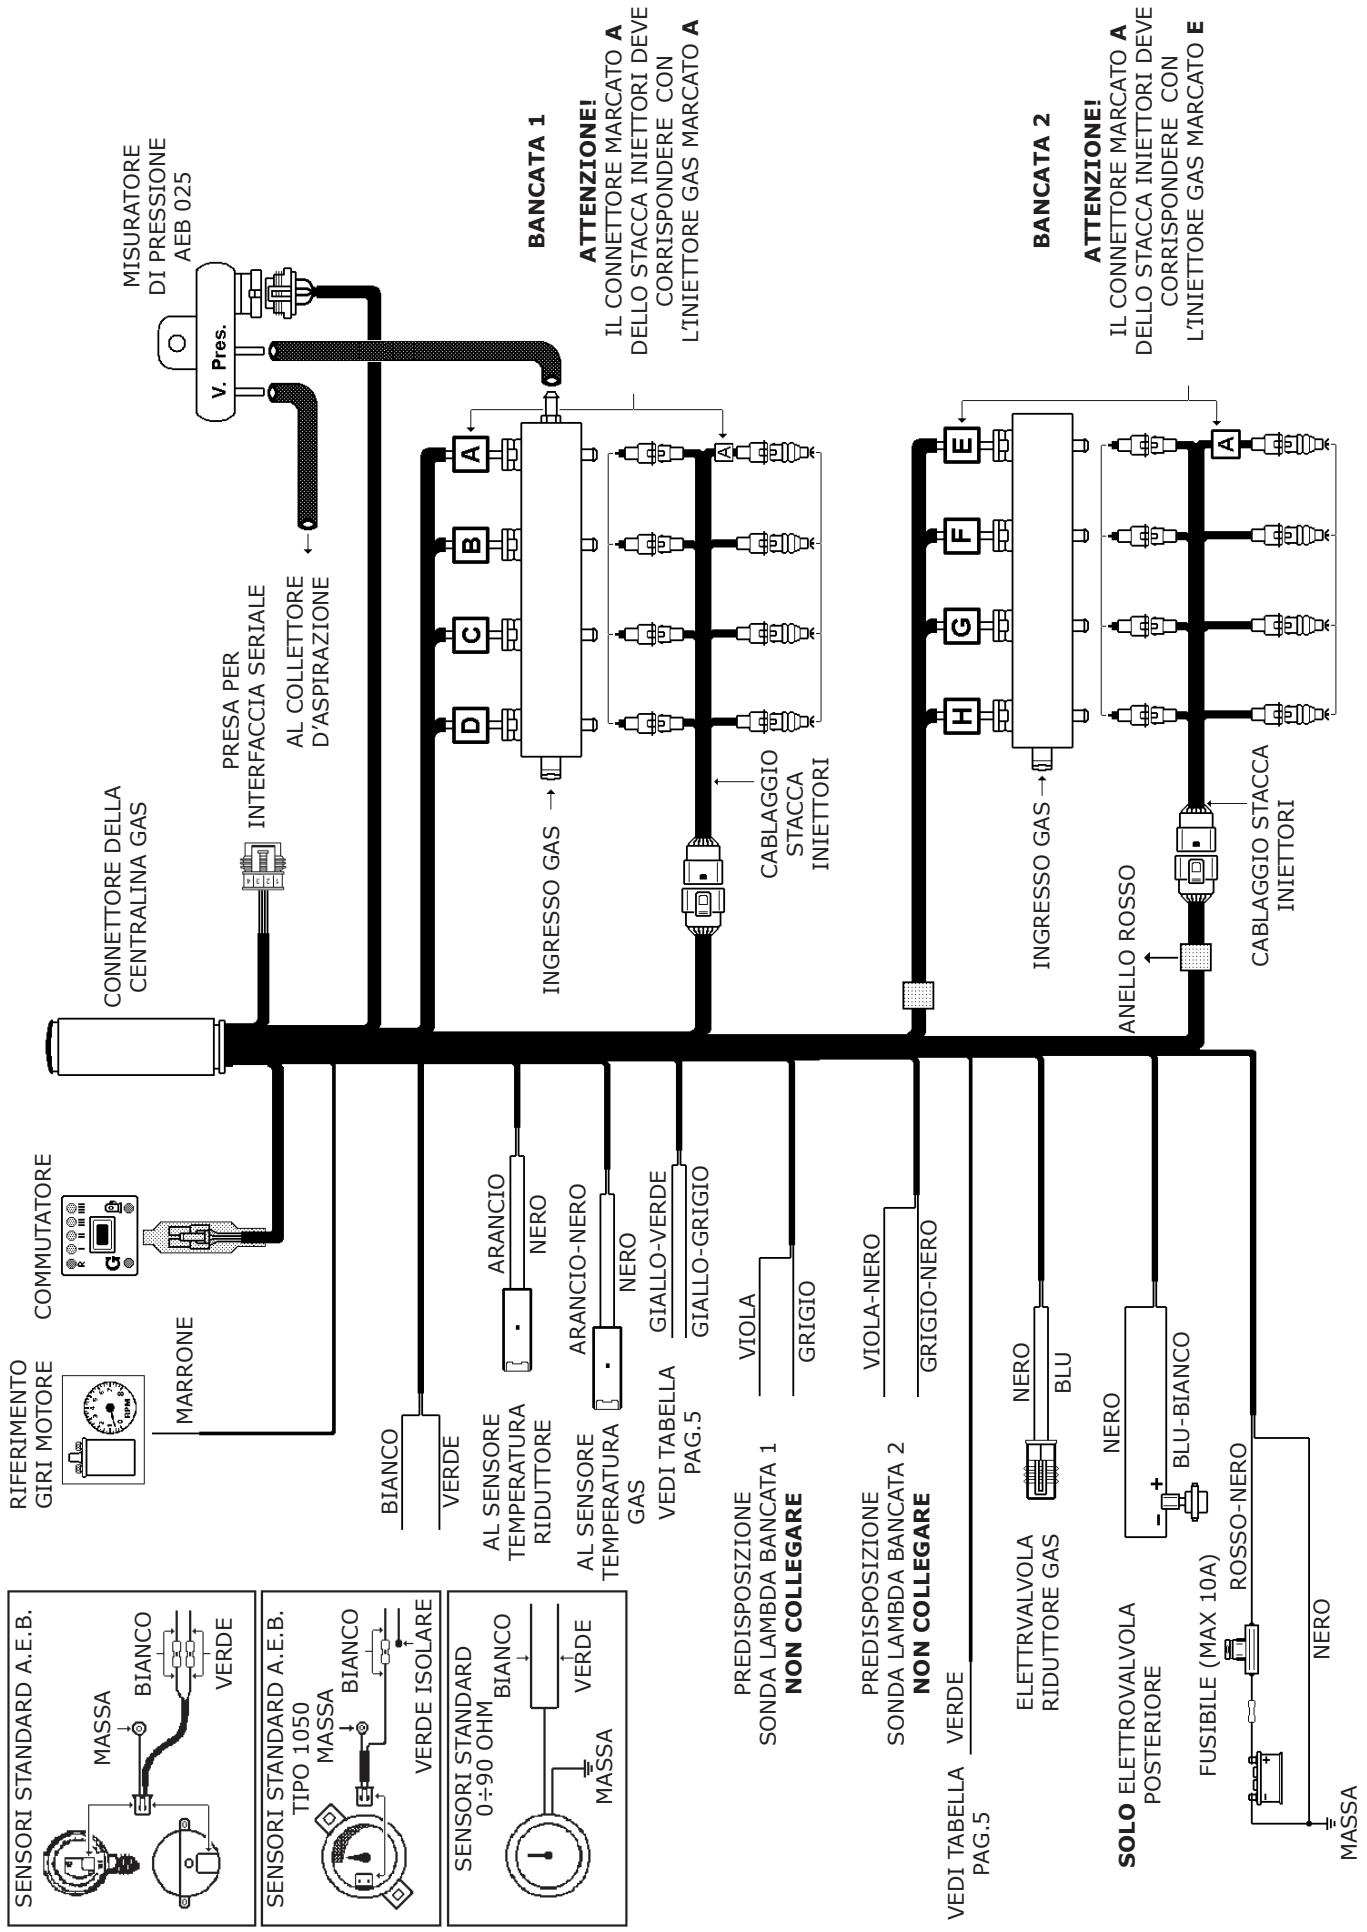 SENSORI STANDARD A.E.B.
MASSA
BIANCO
VERDE
SENSORI STANDARD A.E.B.
TIPO 1050
MASSA
BIANCO
VERDE ISOLARE
SENSORI STANDARD
0÷90 OHM
BIANCO
VERDE
MASSA
RIFERIMENTO
GIRI MOTORE
RPM
MARRONE
COMMUTATORE
R I II III IIII
G
CONNETTORE DELLA
CENTRALINA GAS
PRESA PER
INTERFACCIA SERIALE
4 3 2 1
AL COLLETTORE
D'ASPIRAZIONE
MISURATORE
DI PRESSIONE
AEB 025
V. Pres.
BIANCO
VERDE
AL SENSORE
TEMPERATURA
RIDUTTORE
ARANCIO
NERO
AL SENSORE
TEMPERATURA
GAS
ARANCIO-NERO
NERO
VEDI TABELLA
PAG.5
GIALLO-VERDE
GIALLO-GRIGIO
PREDISPOSIZIONE
SONDA LAMBDA BANCATA 1
NON COLLEGARE
VIOLA
GRIGIO
PREDISPOSIZIONE
SONDA LAMBDA BANCATA 2
NON COLLEGARE
VIOLA-NERO
GRIGIO-NERO
VEDI TABELLA
PAG.5
VERDE
ELETTRVALVOLA
RIDUTTORE GAS
NERO
BLU
SOLO ELETTROVALVOLA
POSTERIORE
NERO
BLU-BIANCO
− +
FUSIBILE (MAX 10A)
ROSSO-NERO
NERO
− +
MASSA
D C B A
INGRESSO GAS
A
CABLAGGIO
STACCA
INIETTORI
BANCATA 1
ATTENZIONE!
IL CONNETTORE MARCATO A
DELLO STACCA INIETTORI DEVE
CORRISPONDERE CON
L'INIETTORE GAS MARCATO A
H G F E
INGRESSO GAS
A
ANELLO ROSSO
CABLAGGIO STACCA
INIETTORI
BANCATA 2
ATTENZIONE!
IL CONNETTORE MARCATO A
DELLO STACCA INIETTORI DEVE
CORRISPONDERE CON
L'INIETTORE GAS MARCATO E